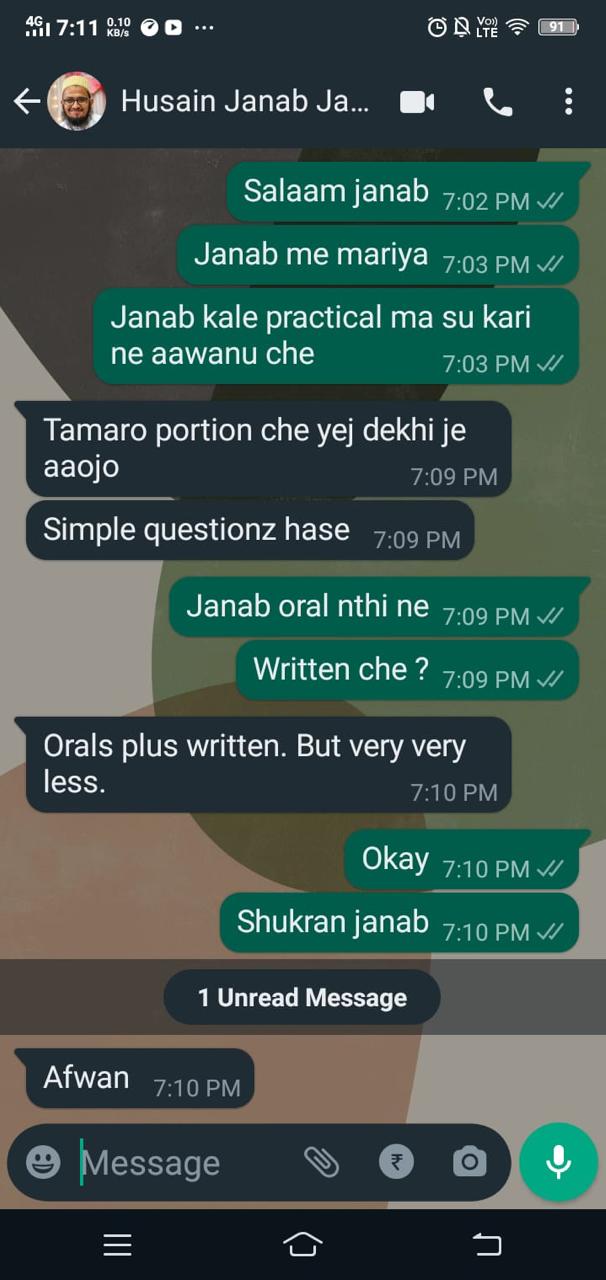 4G 7:11 0.10 KB/s ... Vo)) LTE 91
Husain Janab Ja...
Salaam janab 7:02 PM
Janab me mariya 7:03 PM
Janab kale practical ma su kari
ne aawanu che 7:03 PM
Tamaro portion che yej dekhi je
aaojo 7:09 PM
Simple questionz hase 7:09 PM
Janab oral nthi ne 7:09 PM
Written che ? 7:09 PM
Orals plus written. But very very
less. 7:10 PM
Okay 7:10 PM
Shukran janab 7:10 PM
1 Unread Message
Afwan 7:10 PM
Message ₹